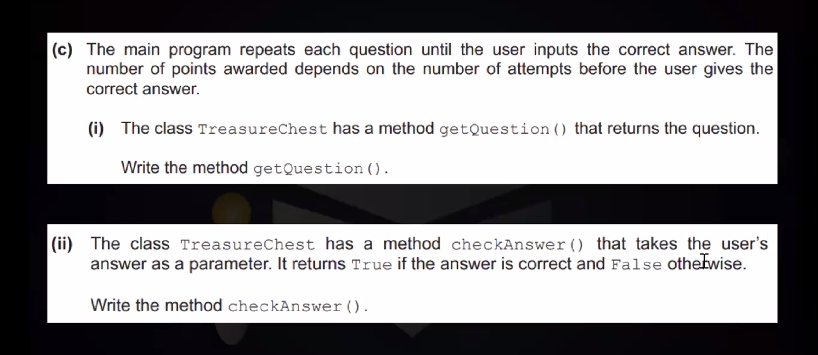 (c) The main program repeats each question until the user inputs the correct answer. The
number of points awarded depends on the number of attempts before the user gives the
correct answer.
(i) The class TreasureChest has a method getQuestion() that returns the question.
Write the method getQuestion().
(ii) The class TreasureChest has a method checkAnswer() that takes the user's
answer as a parameter. It returns True if the answer is correct and False otherwise.
Write the method checkAnswer().